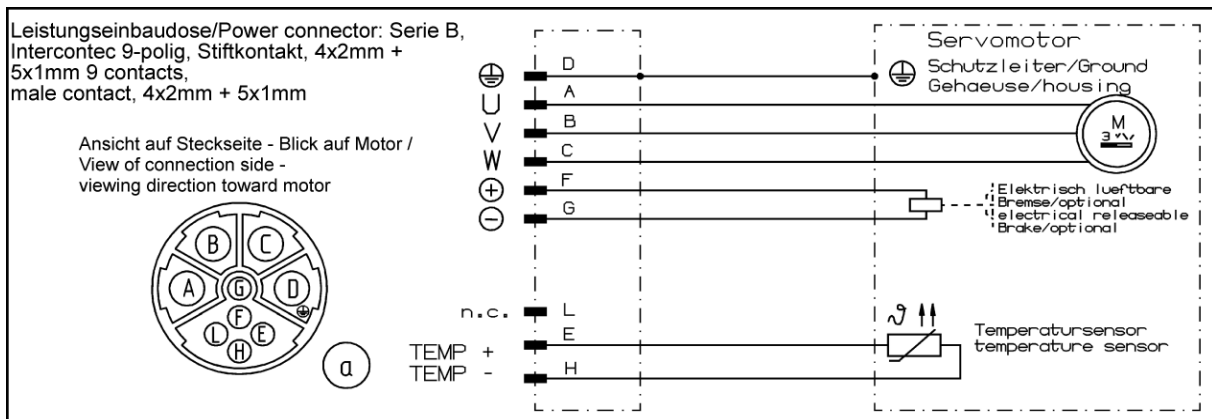 Leistungseinbaudose/Power connector: Serie B,
Intercontec 9-polig, Stiftkontakt, 4x2mm +
5x1mm 9 contacts,
male contact, 4x2mm + 5x1mm
Ansicht auf Steckseite - Blick auf Motor /
View of connection side -
viewing direction toward motor
B C
A G D
F
L E
H
a
U
V
W
+
-
n.c.
TEMP +
TEMP -
D
A
B
C
F
G
L
E
H
Servomotor
Schutzleiter/Ground
Gehaeuse/housing
M
3 ~
Elektrisch lueftbare
Bremse/optional
electrical releaseable
Brake/optional
ϑ
Temperatursensor
temperature sensor